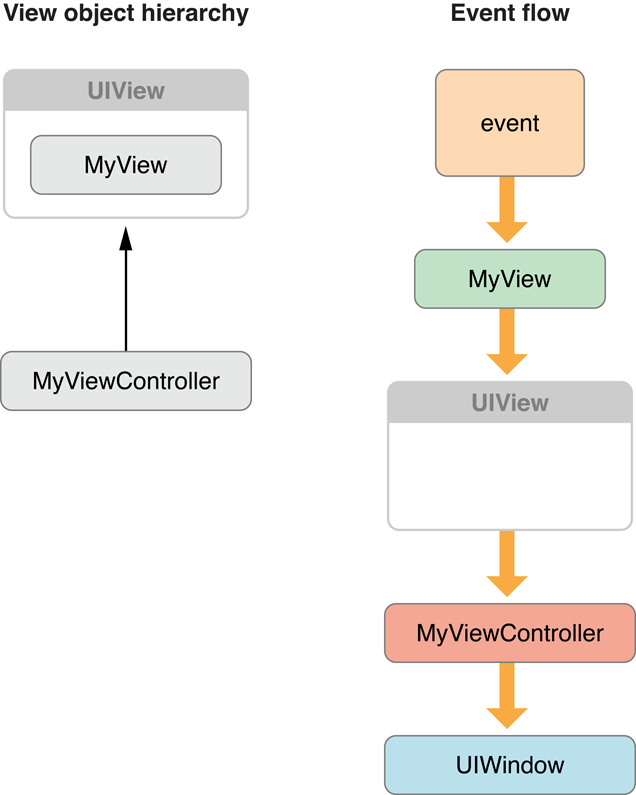 View object hierarchy
UIView
MyView
MyViewController
Event flow
event
MyView
UIView
MyViewController
UIWindow